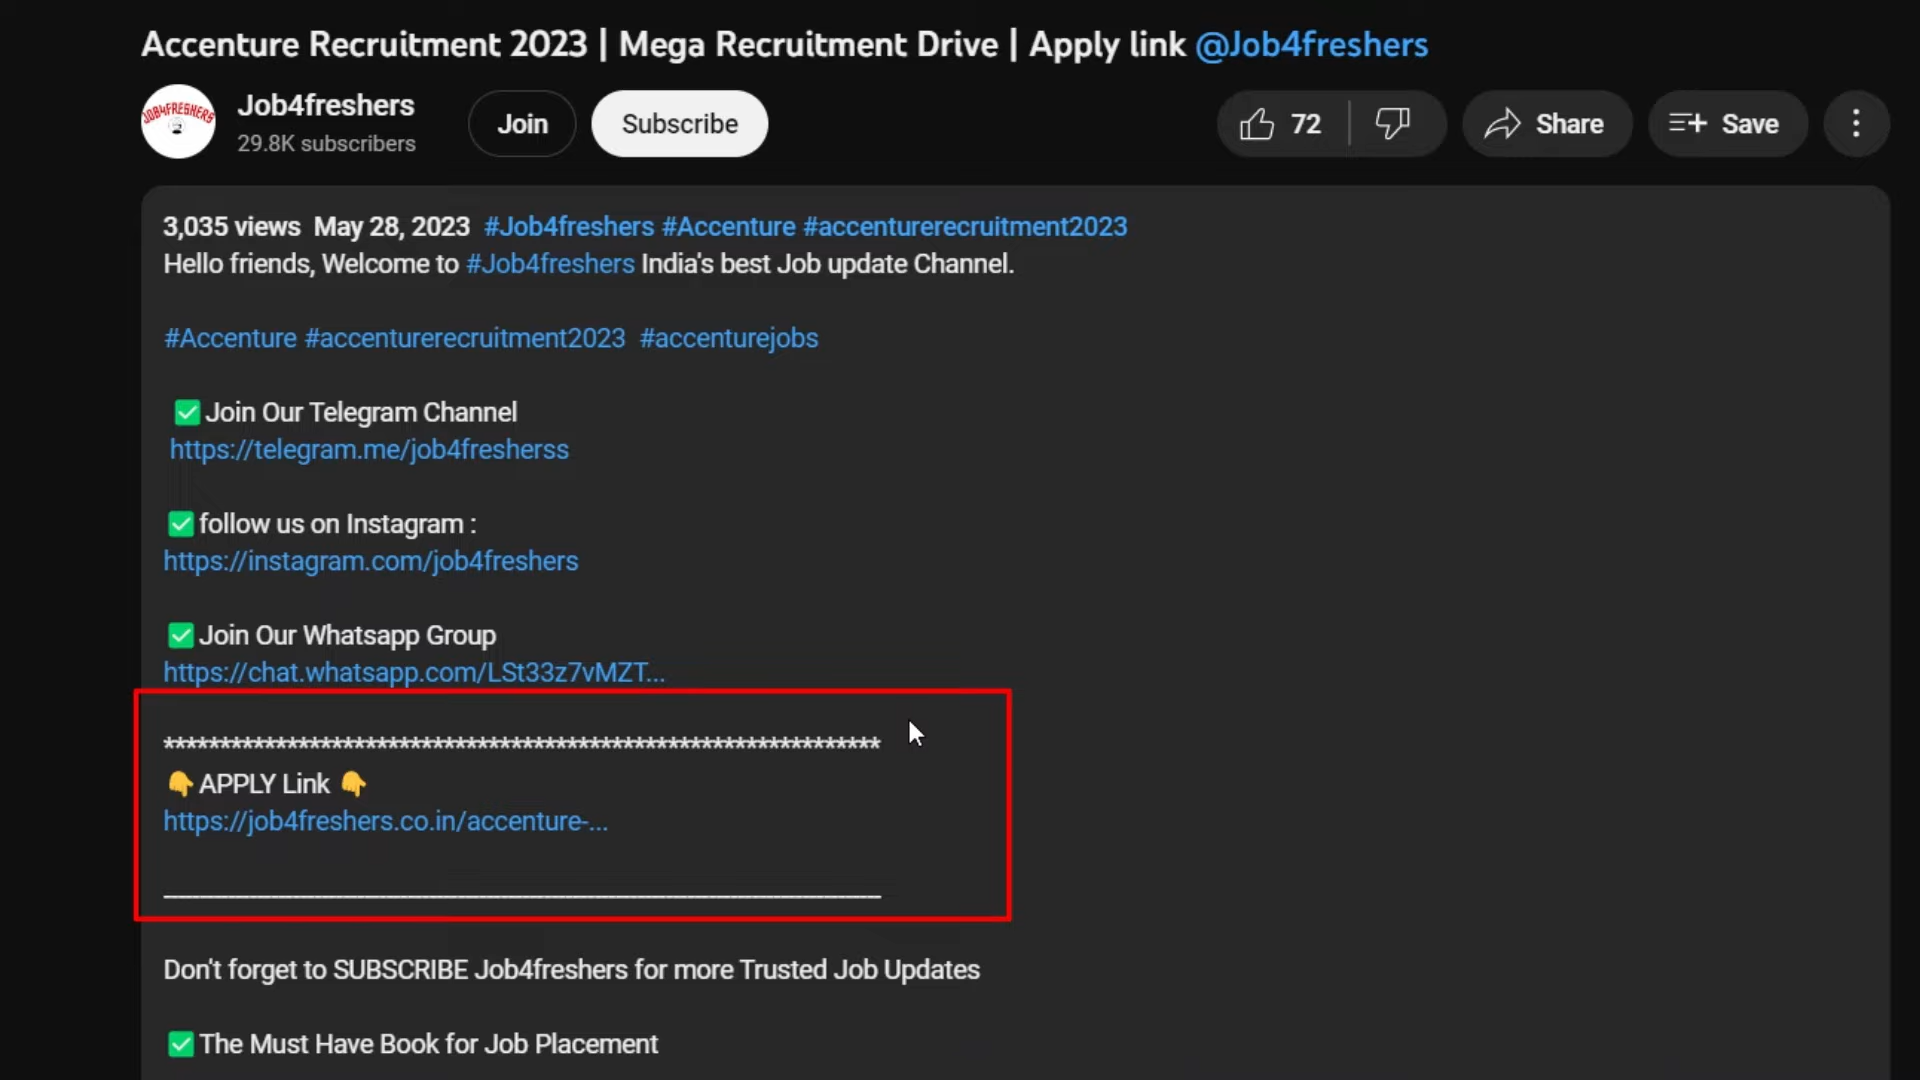 Accenture Recruitment 2023 | Mega Recruitment Drive | Apply link @Job4freshers
JOB4FRESHERS
Job4freshers
29.8K subscribers
Join
Subscribe
72
Share
Save
3,035 views May 28, 2023 #Job4freshers #Accenture #accenturerecruitment2023
Hello friends, Welcome to #Job4freshers India's best Job update Channel.
#Accenture #accenturerecruitment2023 #accenturejobs
✅Join Our Telegram Channel
https://telegram.me/job4fresherss
✅follow us on Instagram :
https://instagram.com/job4freshers
✅Join Our Whatsapp Group
https://chat.whatsapp.com/LSt33z7vMZT...
****************************************************************
👇APPLY Link 👇
https://job4freshers.co.in/accenture-...
________________________________________________
Don't forget to SUBSCRIBE Job4freshers for more Trusted Job Updates
✅The Must Have Book for Job Placement